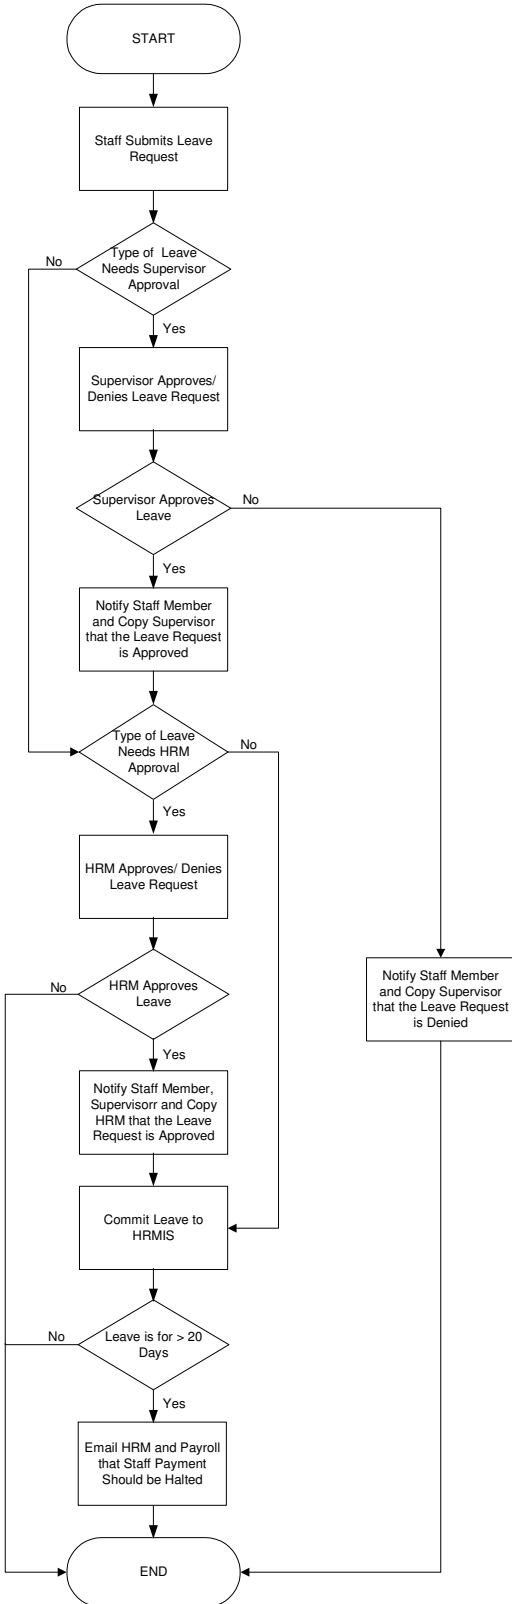 START
Staff Submits Leave
Request
Type of Leave
Needs Supervisor
Approval
No
Yes
Supervisor Approves/
Denies Leave Request
Supervisor Approves
Leave
No
Yes
Notify Staff Member
and Copy Supervisor
that the Leave Request
is Approved
Type of Leave
Needs HRM
Approval
No
Yes
HRM Approves/ Denies
Leave Request
HRM Approves
Leave
No
Yes
Notify Staff Member
and Copy Supervisor
that the Leave Request
is Denied
Notify Staff Member,
Supervisorr and Copy
HRM that the Leave
Request is Approved
Commit Leave to
HRMIS
Leave is for > 20
Days
No
Yes
Email HRM and Payroll
that Staff Payment
Should be Halted
END